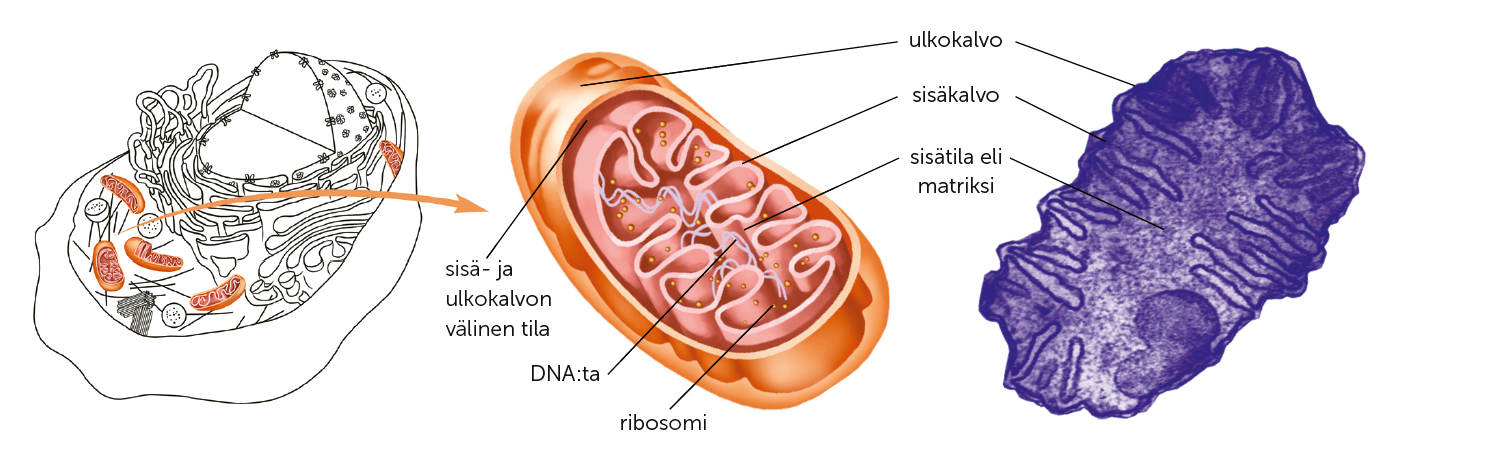 ulkokalvo
sisäkalvo
sisätila eli
matriksi
sisä- ja
ulkokalvon
välinen tila
DNA:ta
ribosomi